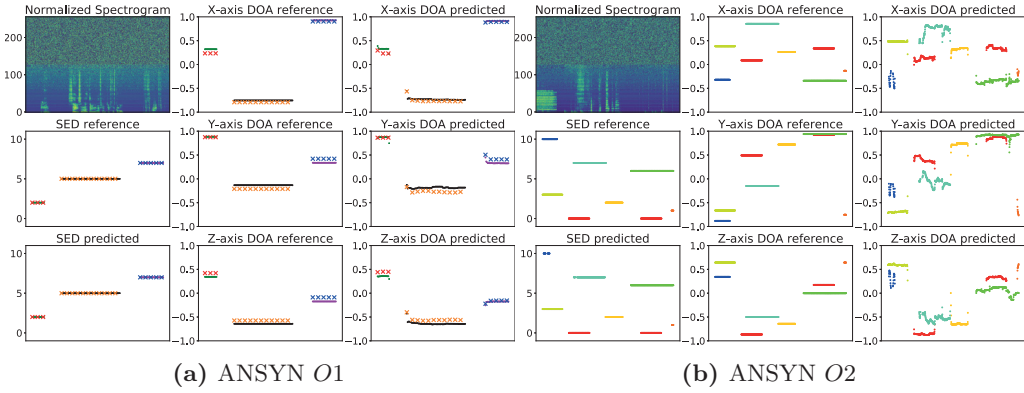 Normalized Spectrogram X-axis DOA reference X-axis DOA predicted Normalized Spectrogram X-axis DOA reference X-axis DOA predicted
200 1.0 1.0 200 1.0 1.0
0.5 0.5 0.5 0.5
100 0.0 0.0 100 0.0 0.0
−0.5 −0.5 −0.5 −0.5
0 −1.0 −1.0 0 −1.0 −1.0
SED reference Y-axis DOA reference Y-axis DOA predicted SED reference Y-axis DOA reference Y-axis DOA predicted
10 1.0 1.0 10 1.0 1.0
0.5 0.5 0.5 0.5
5 0.0 0.0 5 0.0 0.0
−0.5 −0.5 −0.5 −0.5
0 −1.0 −1.0 0 −1.0 −1.0
SED predicted Z-axis DOA reference Z-axis DOA predicted SED predicted Z-axis DOA reference Z-axis DOA predicted
10 1.0 1.0 10 1.0 1.0
0.5 0.5 0.5 0.5
5 0.0 0.0 5 0.0 0.0
−0.5 −0.5 −0.5 −0.5
0 −1.0 −1.0 0 −1.0 −1.0
(a) ANSYN O1 (b) ANSYN O2